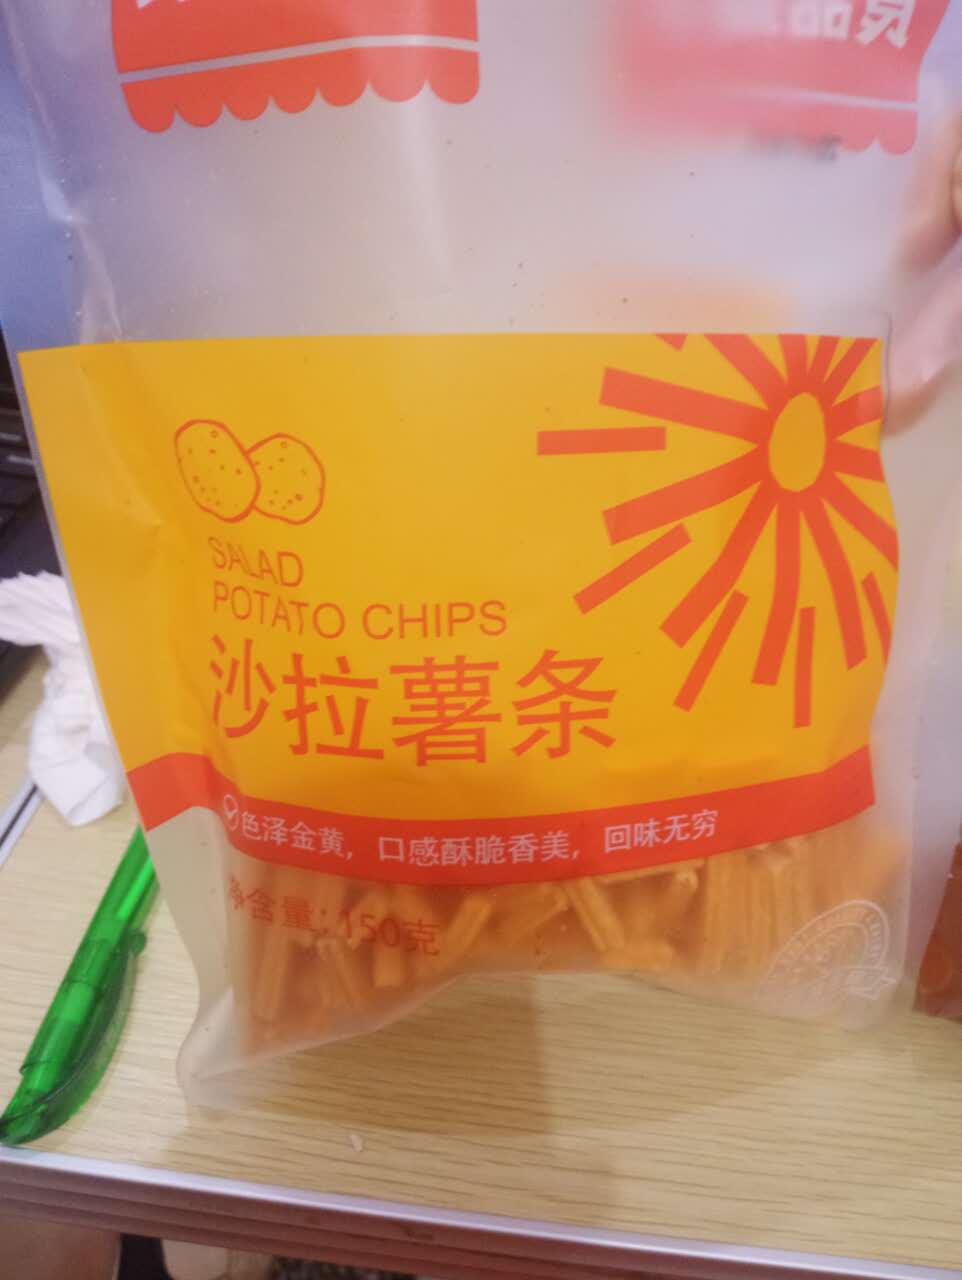 SALAD
POTATO CHIPS
沙拉薯条
色泽金黄，口感酥脆香美，回味无穷
净含量：150克